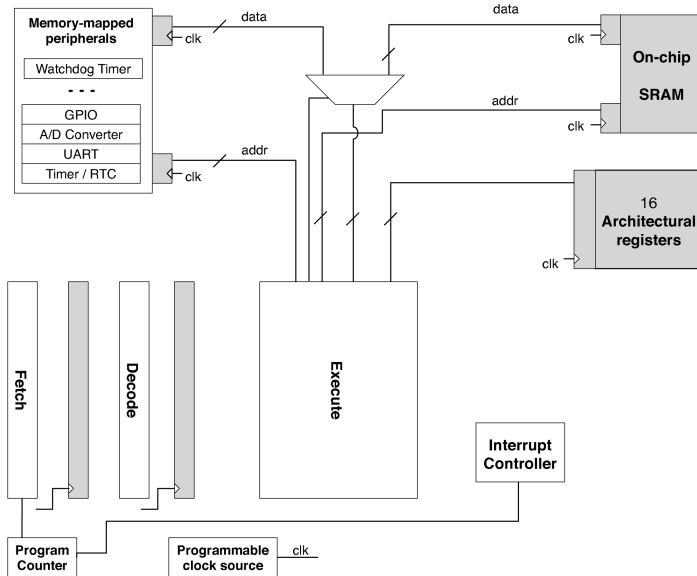 Memory-mapped
peripherals
Watchdog Timer
- - -
GPIO
A/D Converter
UART
Timer / RTC
clk
data
clk
addr
data
clk
addr
clk
On-chip
SRAM
16
Architectural
registers
clk
Fetch
Decode
Execute
Interrupt
Controller
Program
Counter
Programmable
clock source
clk